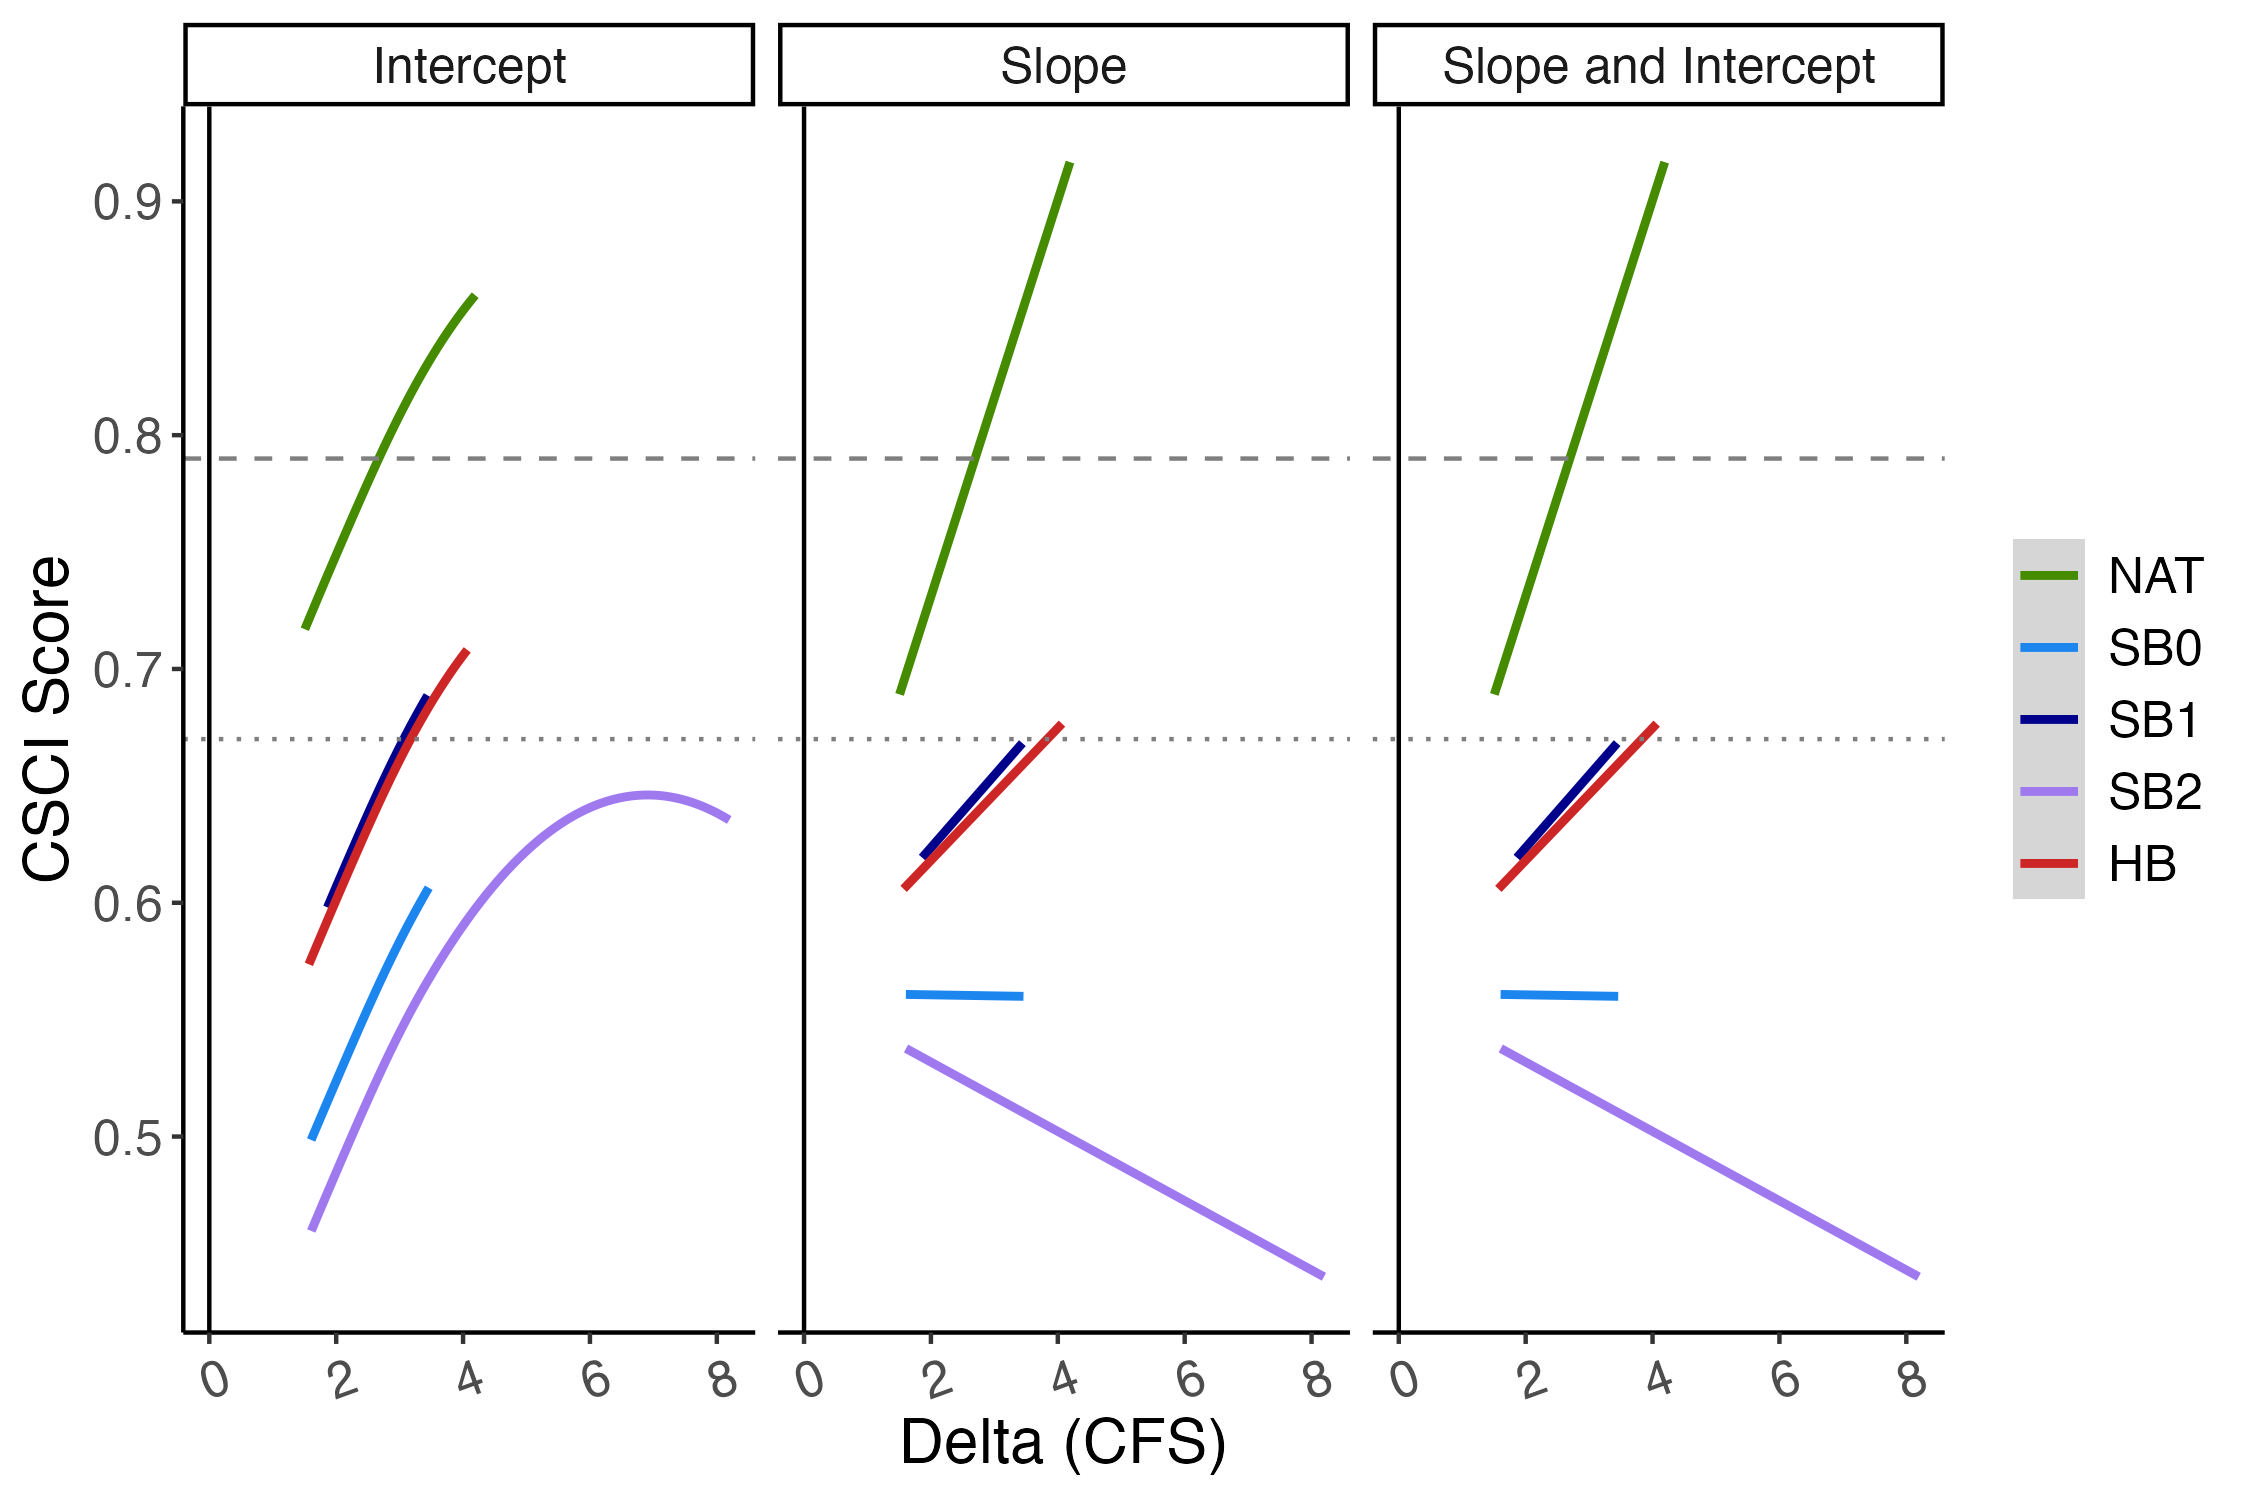 Intercept
Slope
Slope and Intercept
CSCI Score
0.9
0.8
0.7
0.6
0.5
0 2 4 6 8
0 2 4 6 8
0 2 4 6 8
Delta (CFS)
NAT
SB0
SB1
SB2
HB